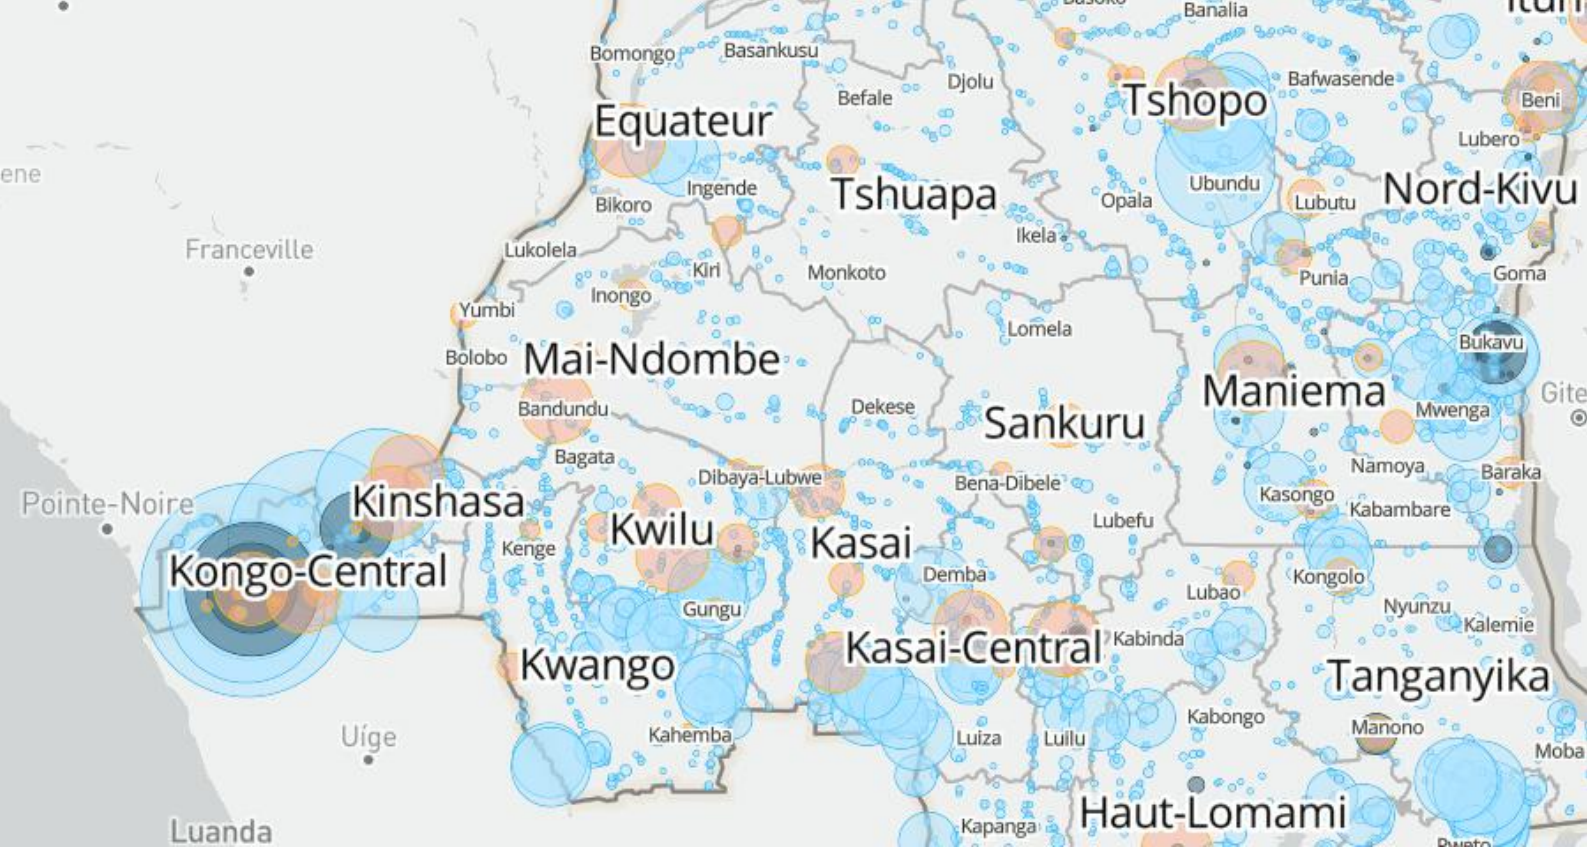 Basoko
Banalia
Bomongo
Basankusu
Djolu
Bafwasende
Befale
Beni
Tshopo
Equateur
Lubero
ene
Ingende
Tshuapa
Ubundu
Nord-Kivu
Bikoro
Opala
Lubutu
Franceville
Lukolela
Ikela
Kiri
Monkoto
Punia
Goma
Inongo
Yumbi
Lomela
Bukavu
Bolobo
Mai-Ndombe
Maniema
Gite
Bandundu
Dekese
Sankuru
Mwenga
Bagata
Dibaya-Lubwe
Bena-Dibele
Namoya
Baraka
Pointe-Noire
Kinshasa
Kasongo
Kabambare
Kwilu
Kasai
Lubefu
Kenge
Kongo-Central
Demba
Kongolo
Lubao
Gungu
Nyunzu
Kalemie
Kasai-Central
Kabinda
Kwango
Tanganyika
Uíge
Kahemba
Luiza
Luilu
Kabongo
Manono
Moba
Luanda
Kapanga
Haut-Lomami
Pweto